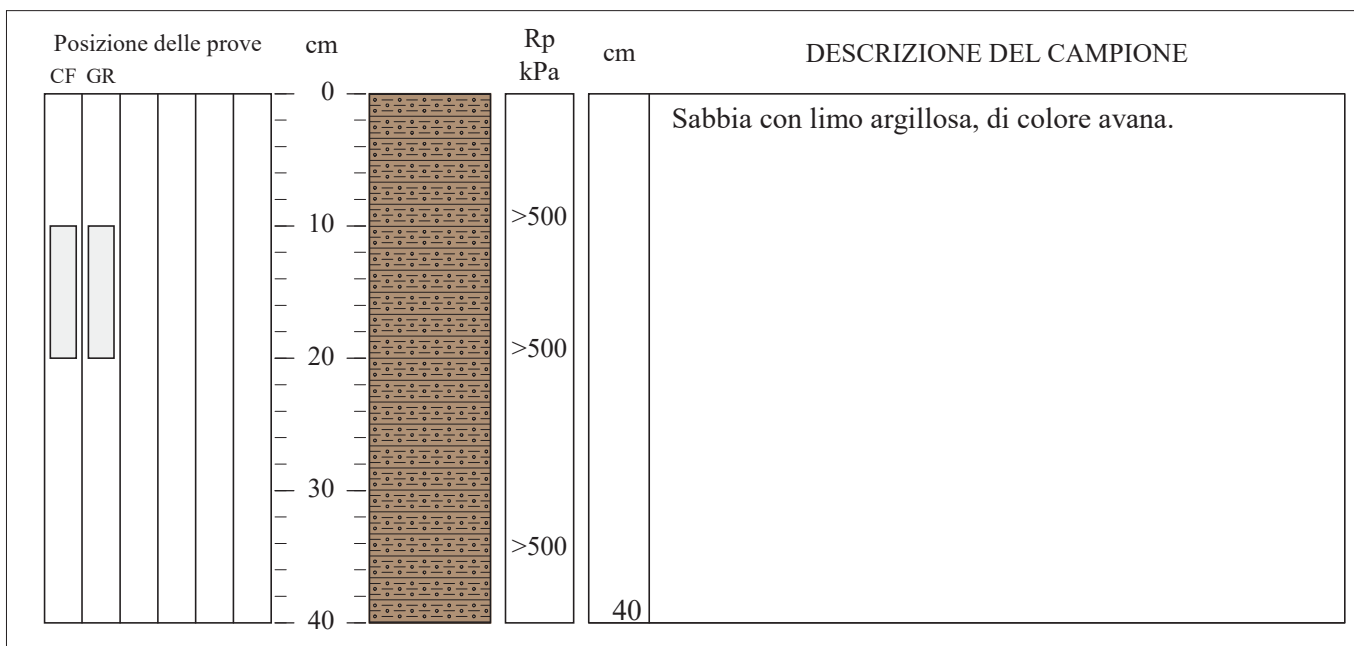 Posizione delle prove
CF GR
cm
Rp
kPa
cm
DESCRIZIONE DEL CAMPIONE
0
10
20
30
40
>500
>500
>500
40
Sabbia con limo argillosa, di colore avana.